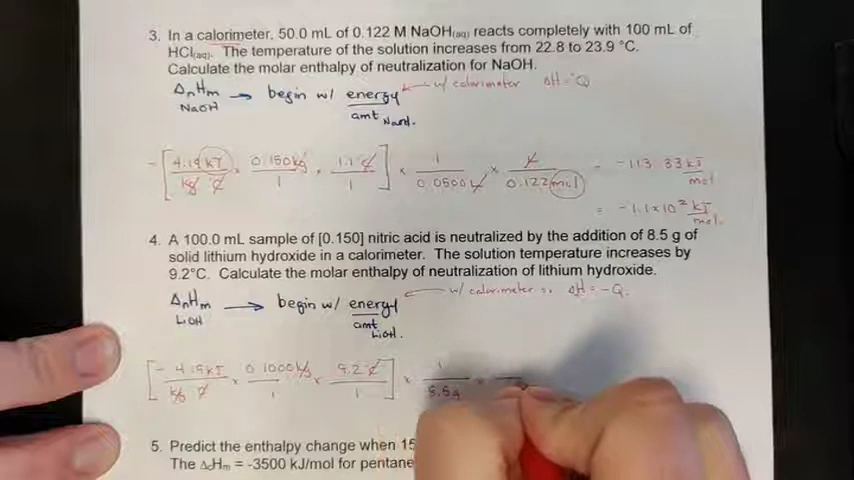 3. In a calorimeter, 50.0 mL of 0.122 M NaOH(aq) reacts completely with 100 mL of
HCl(aq). The temperature of the solution increases from 22.8 to 23.9 °C.
Calculate the molar enthalpy of neutralization for NaOH.
ΔnHm → begin w/ energy ← w/ calorimeter ΔH = -Q
NaOH amt NaOH.
- [ 4.19 kJ / kg °C × 0.150 kg / 1 × 1.1 °C / 1 ] × 1 / 0.0500 L × L / 0.122 mol = -113.33 kJ / mol
= -1.1 x 10² kJ / mol.
4. A 100.0 mL sample of [0.150] nitric acid is neutralized by the addition of 8.5 g of
solid lithium hydroxide in a calorimeter. The solution temperature increases by
9.2°C. Calculate the molar enthalpy of neutralization of lithium hydroxide.
ΔnHm → begin w/ energy ← w/ calorimeter ∴ ΔH = -Q.
LiOH amt LiOH.
[ - 4.19 kJ / kg °C × 0.1000 kg / 1 × 9.2 °C / 1 ] × 1 / 8.5g ×
5. Predict the enthalpy change when 15
The ΔcHm = -3500 kJ/mol for pentane